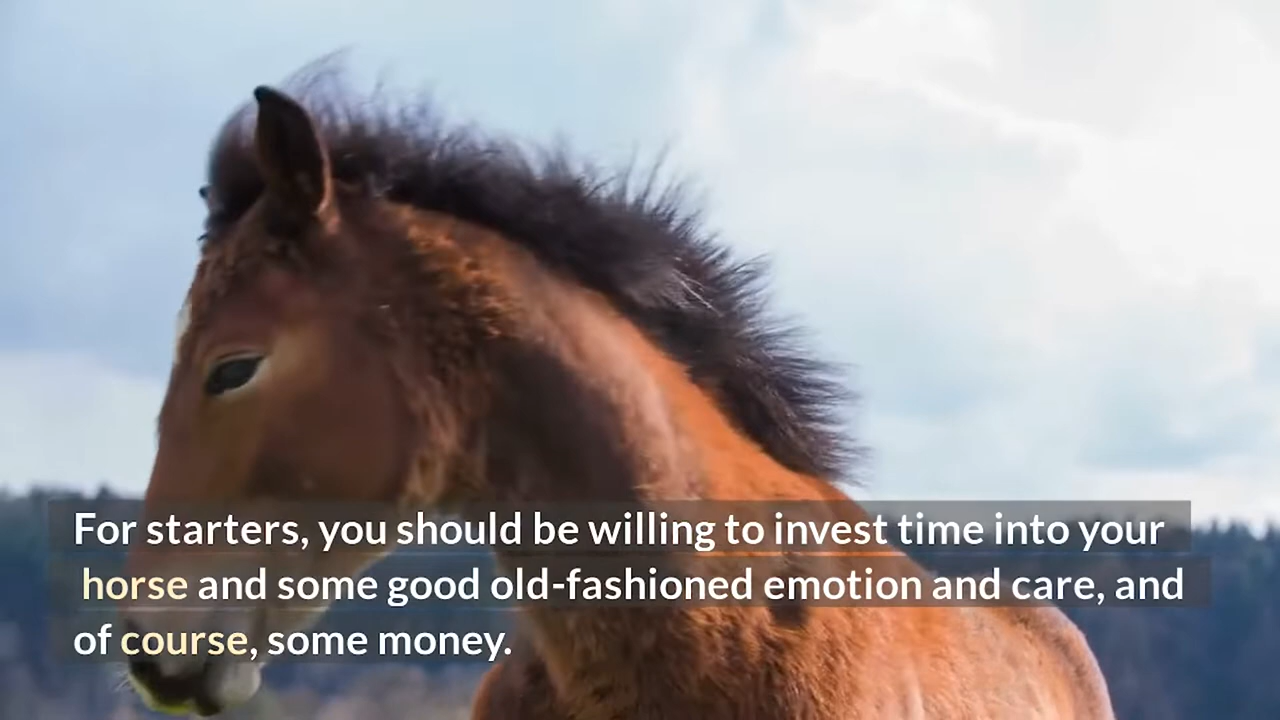 For starters, you should be willing to invest time into your
horse and some good old-fashioned emotion and care, and
of course, some money.